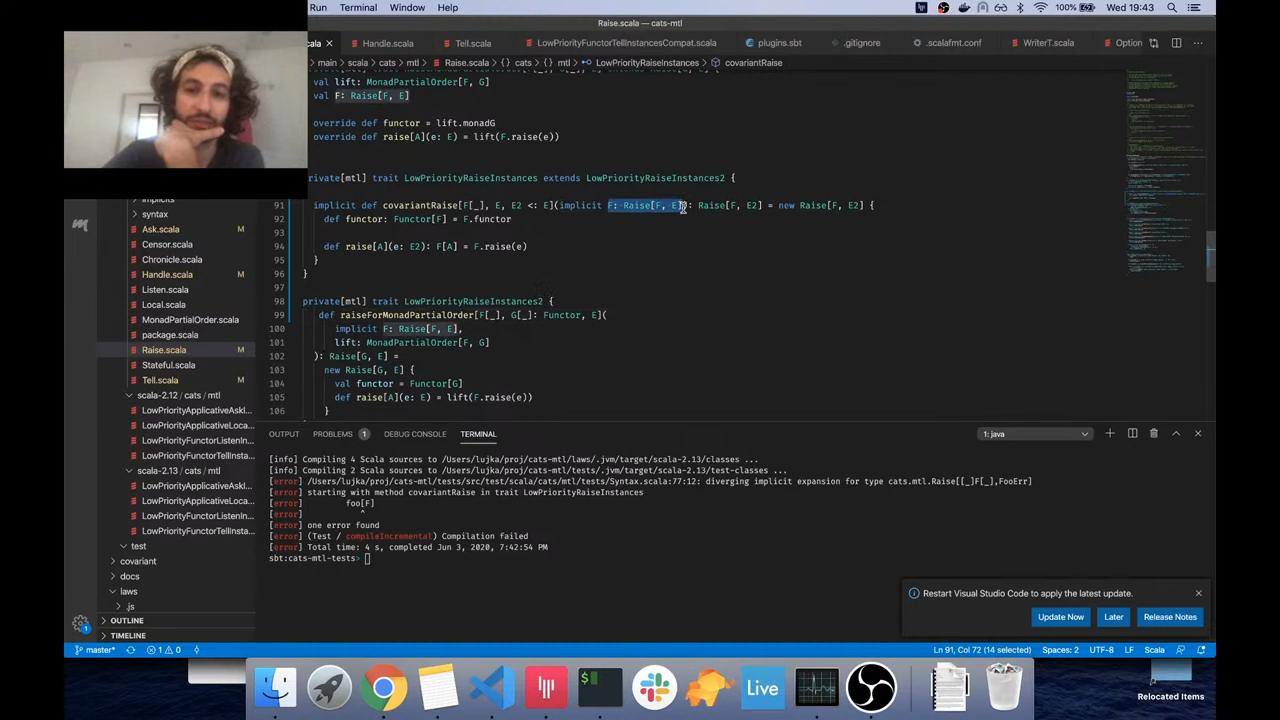 Run Terminal Window Help 100% Wed 19:43
Raise.scala — cats-mtl
Handle.scala Tell.scala LowPriorityFunctorTellInstancesCompat.scala plugins.sbt .gitignore .scalafmt.conf WriterT.scala Option
main scala cats mtl Raise.scala {} cats {} mtl LowPriorityRaiseInstances covariantRaise
val lift: MonadPartialOrder[F, G]
val F: Raise[F, E]
override def functor = lift.monadG
override def raise[A](e: E) = lift(F.raise(e))
private[mtl] trait LowPriorityRaiseInstances extends LowPriorityRaiseInstances2 {
91 implicit def covariantRaise[F[_], E, E2 <: E](implicit F: Raise[F, E]): Raise[F, E2] = new Raise[F, E2] {
92 def functor: Functor[F] = F.functor
93
94 def raise[A](e: E2): F[A] = F.raise(e)
95 }
96 }
97
98 private[mtl] trait LowPriorityRaiseInstances2 {
99 def raiseForMonadPartialOrder[F[_], G[_]: Functor, E](
100 implicit F: Raise[F, E],
101 lift: MonadPartialOrder[F, G]
102 ): Raise[G, E] =
103 new Raise[G, E] {
104 val functor = Functor[G]
105 def raise[A](e: E) = lift(F.raise(e))
106 }
implicits
syntax
Ask.scala M
Censor.scala
Chronicle.scala
Handle.scala M
Listen.scala
Local.scala
MonadPartialOrder.scala
package.scala
Raise.scala M
Stateful.scala
Tell.scala M
scala-2.12 / cats / mtl
LowPriorityApplicativeAskI...
LowPriorityApplicativeLoca...
LowPriorityFunctorListenIn...
LowPriorityFunctorTellInsta...
scala-2.13 / cats / mtl
LowPriorityApplicativeAskI...
LowPriorityApplicativeLoca...
LowPriorityFunctorListenIn...
LowPriorityFunctorTellInsta...
test
covariant
docs
laws
.js
OUTLINE
TIMELINE
OUTPUT PROBLEMS 1 DEBUG CONSOLE TERMINAL 1: java
[info] Compiling 4 Scala sources to /Users/lujka/proj/cats-mtl/laws/.jvm/target/scala-2.13/classes ...
[info] Compiling 2 Scala sources to /Users/lujka/proj/cats-mtl/tests/.jvm/target/scala-2.13/test-classes ...
[error] /Users/lujka/proj/cats-mtl/tests/src/test/scala/cats/mtl/tests/Syntax.scala:77:12: diverging implicit expansion for type cats.mtl.Raise[[_]F[_],FooErr]
[error] starting with method covariantRaise in trait LowPriorityRaiseInstances
[error] foo[F]
[error] ^
[error] one error found
[error] (Test / compileIncremental) Compilation failed
[error] Total time: 4 s, completed Jun 3, 2020, 7:42:54 PM
sbt:cats-mtl-tests>
Restart Visual Studio Code to apply the latest update.
Update Now Later Release Notes
1
master* 1 0 Ln 91, Col 72 (14 selected) Spaces: 2 UTF-8 LF Scala
$
Live
Relocated Items